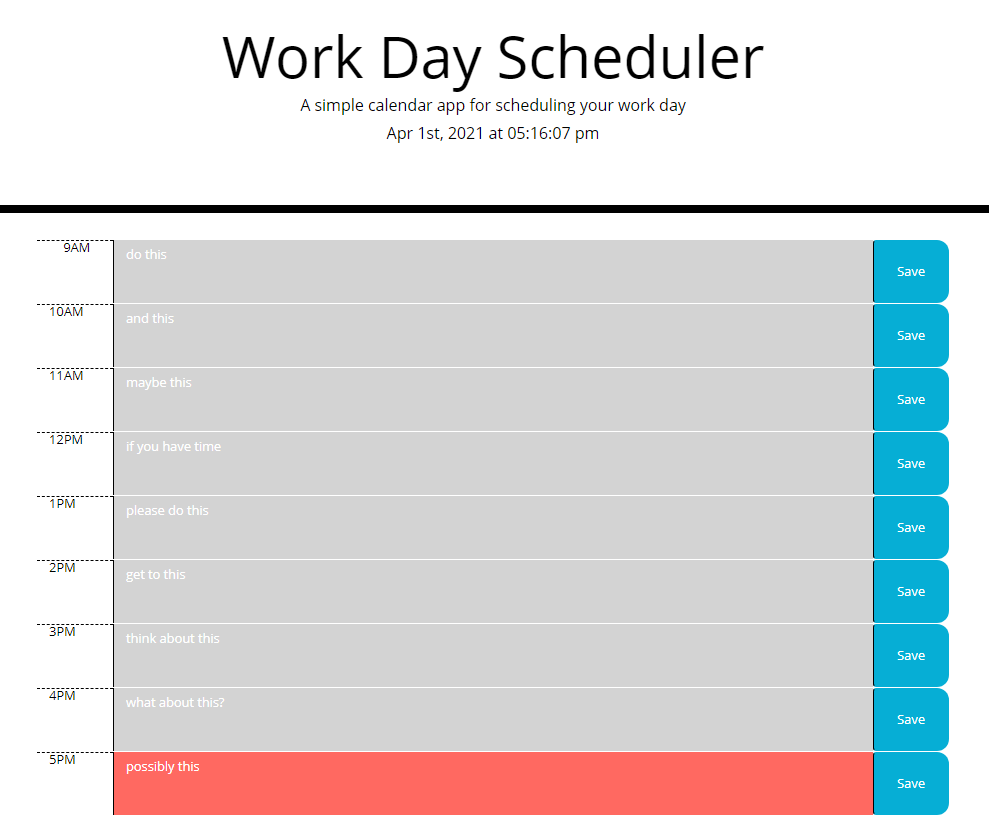 Work Day Scheduler
A simple calendar app for scheduling your work day
Apr 1st, 2021 at 05:16:07 pm
9AM do this Save
10AM and this Save
11AM maybe this Save
12PM if you have time Save
1PM please do this Save
2PM get to this Save
3PM think about this Save
4PM what about this? Save
5PM possibly this Save